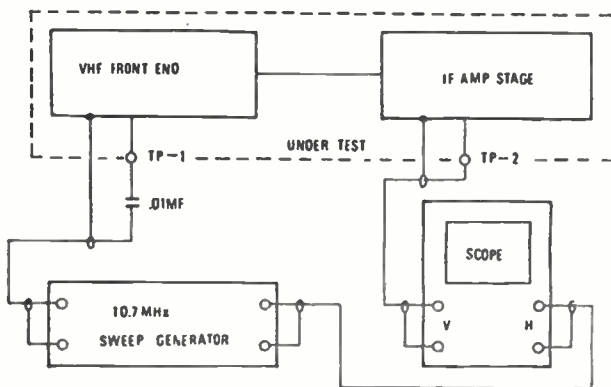 VHF FRONT END
IF AMP STAGE
UNDER TEST
TP-1
TP-2
.01MF
SCOPE
10.7MHz
SWEEP GENERATOR
V
H